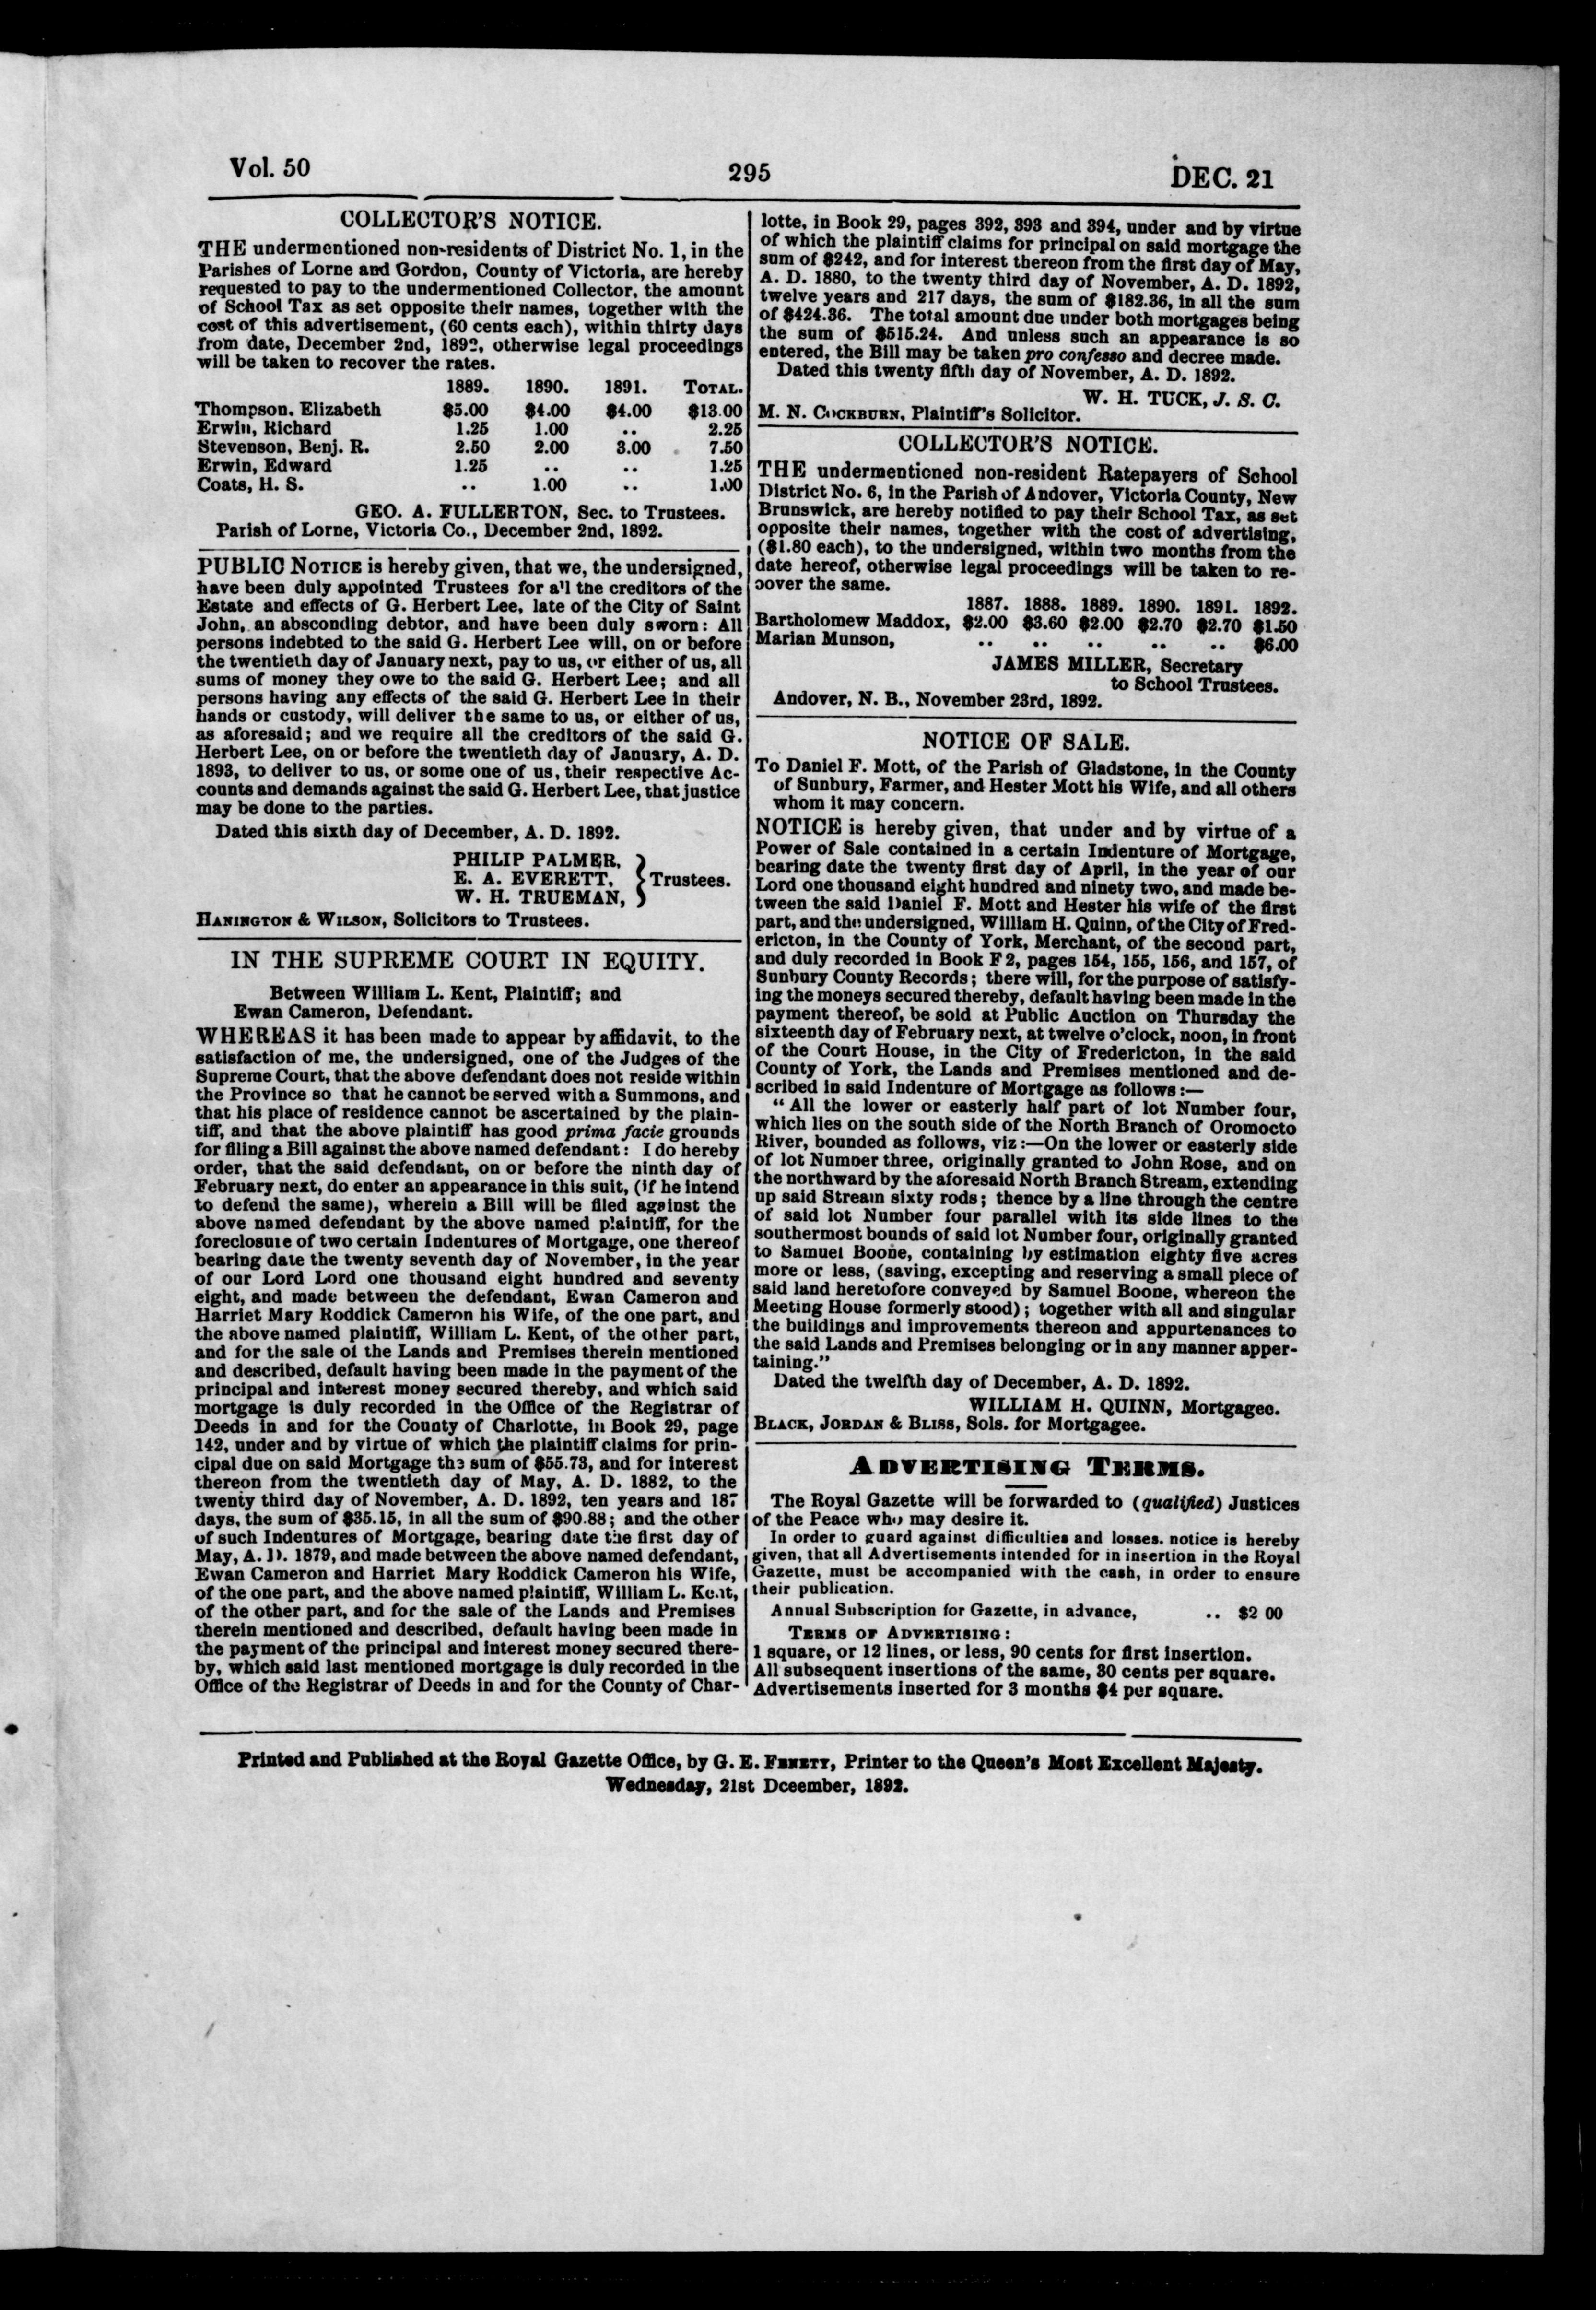 Vol. 50 295 DEC. 21
COLLECTOR'S NOTICE.
THE undermentioned non-residents of District No. 1, in the
Parishes of Lorne and Gordon, County of Victoria, are hereby
requested to pay to the undermentioned Collector, the amount
of School Tax as set opposite their names, together with the
cost of this advertisement, (60 cents each), within thirty days
from date, December 2nd, 1892, otherwise legal proceedings
will be taken to recover the rates.
1889. 1890. 1891. TOTAL.
Thompson. Elizabeth $5.00 $4.00 $4.00 $13.00
Erwin, Richard 1.25 1.00 .. 2.25
Stevenson, Benj. R. 2.50 2.00 3.00 7.50
Erwin, Edward 1.25 .. .. 1.25
Coats, H. S. .. 1.00 .. 1.00
GEO. A. FULLERTON, Sec. to Trustees.
Parish of Lorne, Victoria Co., December 2nd, 1892.
PUBLIC NOTICE is hereby given, that we, the undersigned,
have been duly appointed Trustees for all the creditors of the
Estate and effects of G. Herbert Lee, late of the City of Saint
John, an absconding debtor, and have been duly sworn: All
persons indebted to the said G. Herbert Lee will, on or before
the twentieth day of January next, pay to us, or either of us, all
sums of money they owe to the said G. Herbert Lee; and all
persons having any effects of the said G. Herbert Lee in their
hands or custody, will deliver the same to us, or either of us,
as aforesaid; and we require all the creditors of the said G.
Herbert Lee, on or before the twentieth day of January, A. D.
1893, to deliver to us, or some one of us, their respective Ac-
counts and demands against the said G. Herbert Lee, that justice
may be done to the parties.
Dated this sixth day of December, A. D. 1892.
PHILIP PALMER,
E. A. EVERETT, } Trustees.
W. H. TRUEMAN,
HANINGTON & WILSON, Solicitors to Trustees.
IN THE SUPREME COURT IN EQUITY.
Between William L. Kent, Plaintiff; and
Ewan Cameron, Defendant.
WHEREAS it has been made to appear by affidavit, to the
satisfaction of me, the undersigned, one of the Judges of the
Supreme Court, that the above defendant does not reside within
the Province so that he cannot be served with a Summons, and
that his place of residence cannot be ascertained by the plain-
tiff, and that the above plaintiff has good prima facie grounds
for filing a Bill against the above named defendant: I do hereby
order, that the said defendant, on or before the ninth day of
February next, do enter an appearance in this suit, (if he intend
to defend the same), wherein a Bill will be filed against the
above named defendant by the above named plaintiff, for the
foreclosure of two certain Indentures of Mortgage, one thereof
bearing date the twenty seventh day of November, in the year
of our Lord Lord one thousand eight hundred and seventy
eight, and made between the defendant, Ewan Cameron and
Harriet Mary Roddick Cameron his Wife, of the one part, and
the above named plaintiff, William L. Kent, of the other part,
and for the sale of the Lands and Premises therein mentioned
and described, default having been made in the payment of the
principal and interest money secured thereby, and which said
mortgage is duly recorded in the Office of the Registrar of
Deeds in and for the County of Charlotte, in Book 29, page
142, under and by virtue of which the plaintiff claims for prin-
cipal due on said Mortgage the sum of $55.73, and for interest
thereon from the twentieth day of May, A. D. 1882, to the
twenty third day of November, A. D. 1892, ten years and 187
days, the sum of $35.15, in all the sum of $90.88; and the other
of such Indentures of Mortgage, bearing date the first day of
May, A. D. 1879, and made between the above named defendant,
Ewan Cameron and Harriet Mary Roddick Cameron his Wife,
of the one part, and the above named plaintiff, William L. Kent,
of the other part, and for the sale of the Lands and Premises
therein mentioned and described, default having been made in
the payment of the principal and interest money secured there-
by, which said last mentioned mortgage is duly recorded in the
Office of the Registrar of Deeds in and for the County of Char-
lotte, in Book 29, pages 392, 393 and 394, under and by virtue
of which the plaintiff claims for principal on said mortgage the
sum of $242, and for interest thereon from the first day of May,
A. D. 1880, to the twenty third day of November, A. D. 1892,
twelve years and 217 days, the sum of $182.36, in all the sum
of $424.36. The total amount due under both mortgages being
the sum of $515.24. And unless such an appearance is so
entered, the Bill may be taken pro confesso and decree made.
Dated this twenty fifth day of November, A. D. 1892.
W. H. TUCK, J. S. C.
M. N. COCKBURN, Plaintiff's Solicitor.
COLLECTOR'S NOTICE.
THE undermentioned non-resident Ratepayers of School
District No. 6, in the Parish of Andover, Victoria County, New
Brunswick, are hereby notified to pay their School Tax, as set
opposite their names, together with the cost of advertising,
($1.80 each), to the undersigned, within two months from the
date hereof, otherwise legal proceedings will be taken to re-
cover the same.
1887. 1888. 1889. 1890. 1891. 1892.
Bartholomew Maddox, $2.00 $3.60 $2.00 $2.70 $2.70 $1.50
Marian Munson, .. .. .. .. .. $6.00
JAMES MILLER, Secretary
to School Trustees.
Andover, N. B., November 23rd, 1892.
NOTICE OF SALE.
To Daniel F. Mott, of the Parish of Gladstone, in the County
of Sunbury, Farmer, and Hester Mott his Wife, and all others
whom it may concern.
NOTICE is hereby given, that under and by virtue of a
Power of Sale contained in a certain Indenture of Mortgage,
bearing date the twenty first day of April, in the year of our
Lord one thousand eight hundred and ninety two, and made be-
tween the said Daniel F. Mott and Hester his wife of the first
part, and the undersigned, William H. Quinn, of the City of Fred-
ericton, in the County of York, Merchant, of the second part,
and duly recorded in Book F 2, pages 154, 155, 156, and 157, of
Sunbury County Records; there will, for the purpose of satisfy-
ing the moneys secured thereby, default having been made in the
payment thereof, be sold at Public Auction on Thursday the
sixteenth day of February next, at twelve o'clock, noon, in front
of the Court House, in the City of Fredericton, in the said
County of York, the Lands and Premises mentioned and de-
scribed in said Indenture of Mortgage as follows:—
"All the lower or easterly half part of lot Number four,
which lies on the south side of the North Branch of Oromocto
River, bounded as follows, viz:—On the lower or easterly side
of lot Number three, originally granted to John Rose, and on
the northward by the aforesaid North Branch Stream, extending
up said Stream sixty rods; thence by a line through the centre
of said lot Number four parallel with its side lines to the
southermost bounds of said lot Number four, originally granted
to Samuel Boone, containing by estimation eighty five acres
more or less, (saving, excepting and reserving a small piece of
said land heretofore conveyed by Samuel Boone, whereon the
Meeting House formerly stood); together with all and singular
the buildings and improvements thereon and appurtenances to
the said Lands and Premises belonging or in any manner apper-
taining."
Dated the twelfth day of December, A. D. 1892.
WILLIAM H. QUINN, Mortgagee.
BLACK, JORDAN & BLISS, Sols. for Mortgagee.
ADVERTISING TERMS.
The Royal Gazette will be forwarded to (qualified) Justices
of the Peace who may desire it.
In order to guard against difficulties and losses. notice is hereby
given, that all Advertisements intended for in insertion in the Royal
Gazette, must be accompanied with the cash, in order to ensure
their publication.
Annual Subscription for Gazette, in advance, .. $2 00
TERMS OF ADVERTISING:
1 square, or 12 lines, or less, 90 cents for first insertion.
All subsequent insertions of the same, 30 cents per square.
Advertisements inserted for 3 months $4 per square.
Printed and Published at the Royal Gazette Office, by G. E. FENETY, Printer to the Queen's Most Excellent Majesty.
Wednesday, 21st Dceember, 1892.